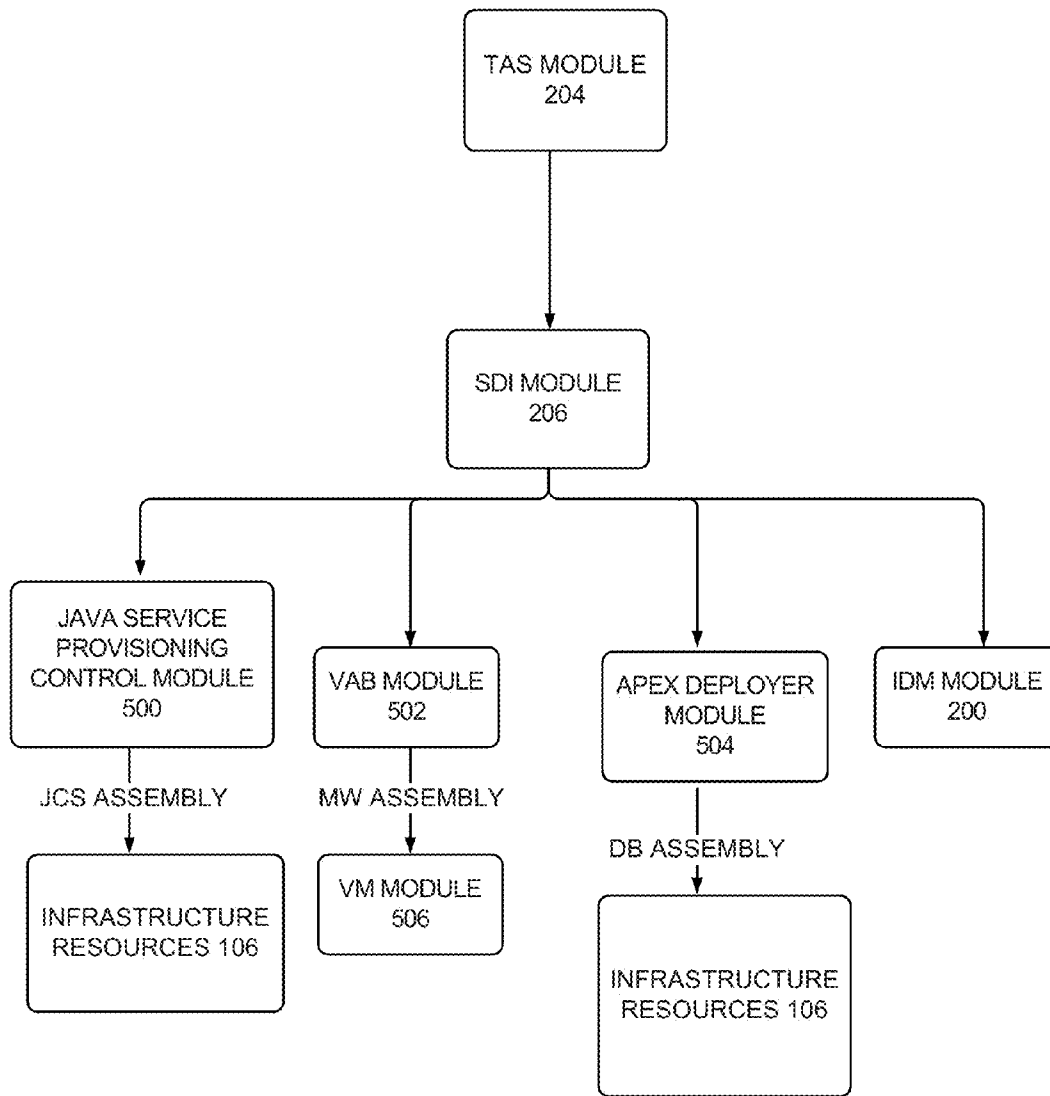 TAS MODULE
204
SDI MODULE
206
JAVA SERVICE
PROVISIONING
CONTROL MODULE
500
VAB MODULE
502
APEX DEPLOYER
MODULE
504
IDM MODULE
200
JCS ASSEMBLY
MW ASSEMBLY
DB ASSEMBLY
INFRASTRUCTURE
RESOURCES 106
VM MODULE
506
INFRASTRUCTURE
RESOURCES 106